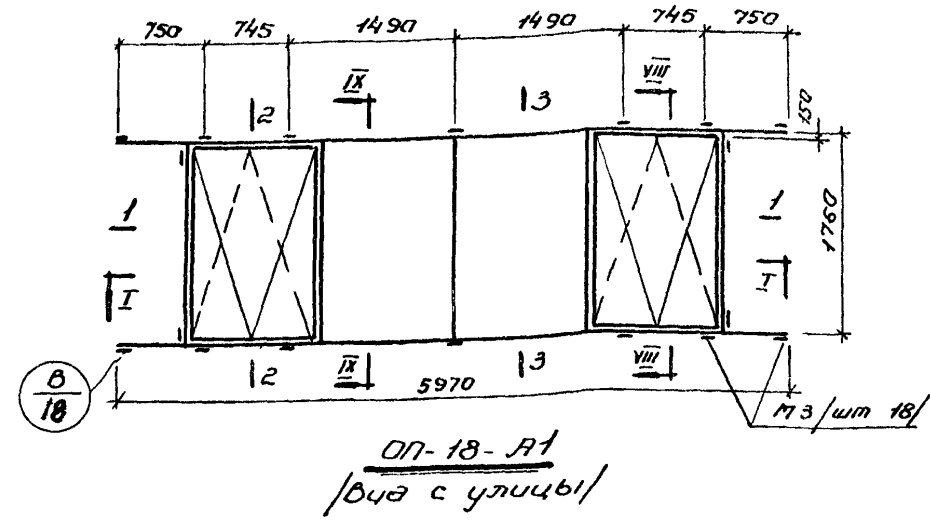 750 745 1490 1490 745 750
IX VIII
2 3
150
1 1
1760
I I
2 IX 3 VIII
5970
В
18
М3 /шт 18/
ОП-18-А1
/Вид с улицы/